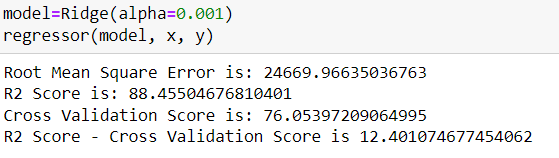 model=Ridge(alpha=0.001)
regressor(model, x, y)
Root Mean Square Error is: 24669.96635036763
R2 Score is: 88.45504676810401
Cross Validation Score is: 76.05397209064995
R2 Score - Cross Validation Score is 12.401074677454062